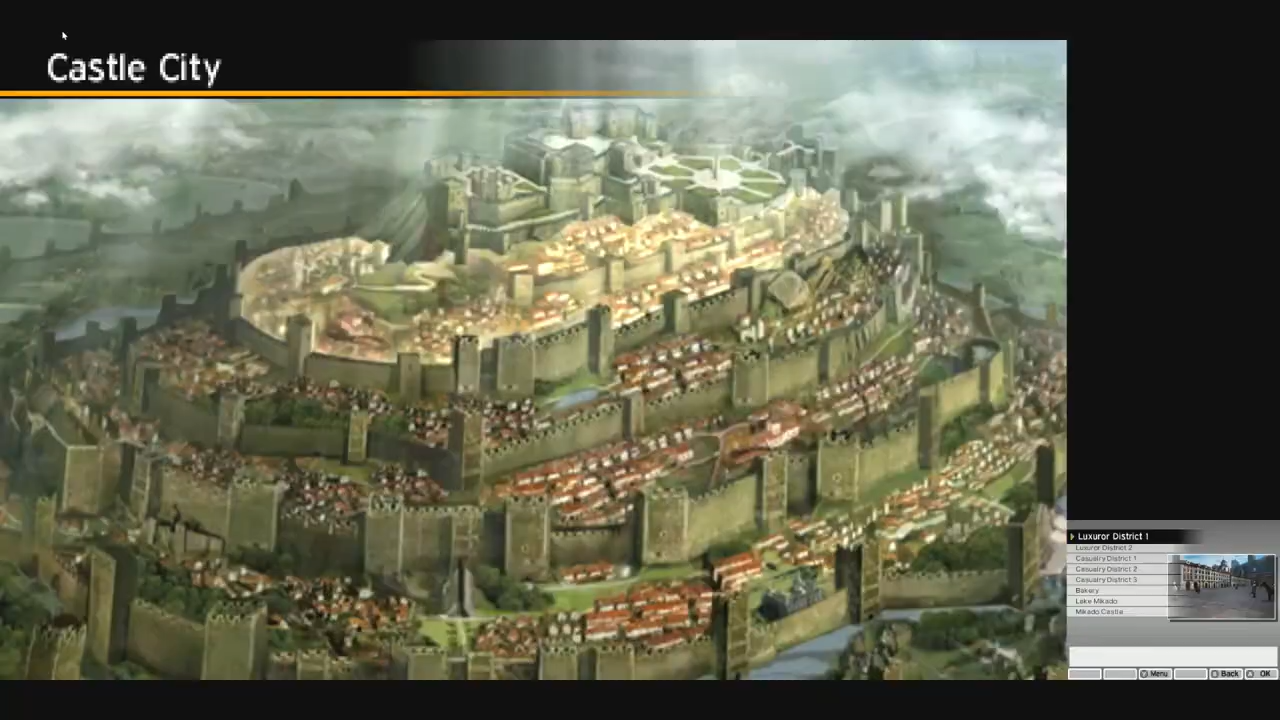 Castle City
Luxuror District 1
Luxuror District 2
Casualry District 1
Casualry District 2
Casualry District 3
Bakery
Lake Mikado
Mikado Castle
Menu
Back
OK